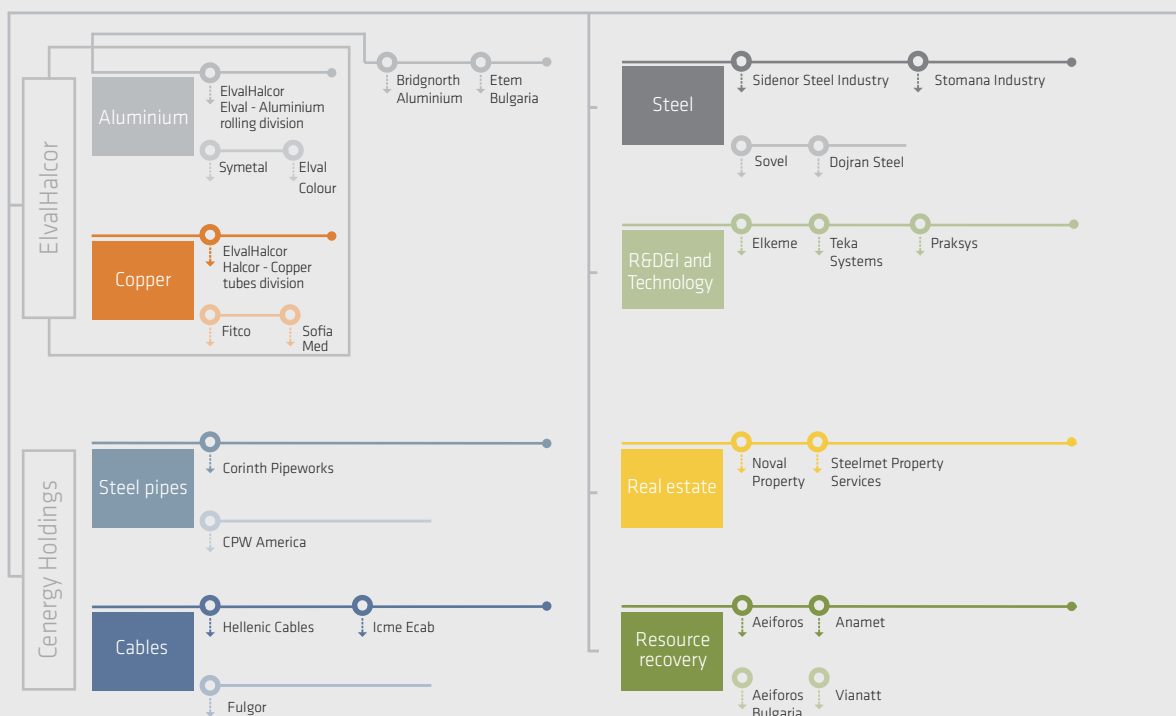 ElvalHalcor
Aluminium
ElvalHalcor
Elval - Aluminium
rolling division
Symetal
Elval
Colour
Bridgnorth
Aluminium
Etem
Bulgaria
Copper
ElvalHalcor
Halcor - Copper
tubes division
Fitco
Sofia
Med
Cenergy Holdings
Steel pipes
Corinth Pipeworks
CPW America
Cables
Hellenic Cables
Icme Ecab
Fulgor
Steel
Sidenor Steel Industry
Stomana Industry
Sovel
Dojran Steel
R&D&I and
Technology
Elkeme
Teka
Systems
Praksys
Real estate
Noval
Property
Steelmet Property
Services
Resource
recovery
Aeiforos
Anamet
Aeiforos
Bulgaria
Vianatt